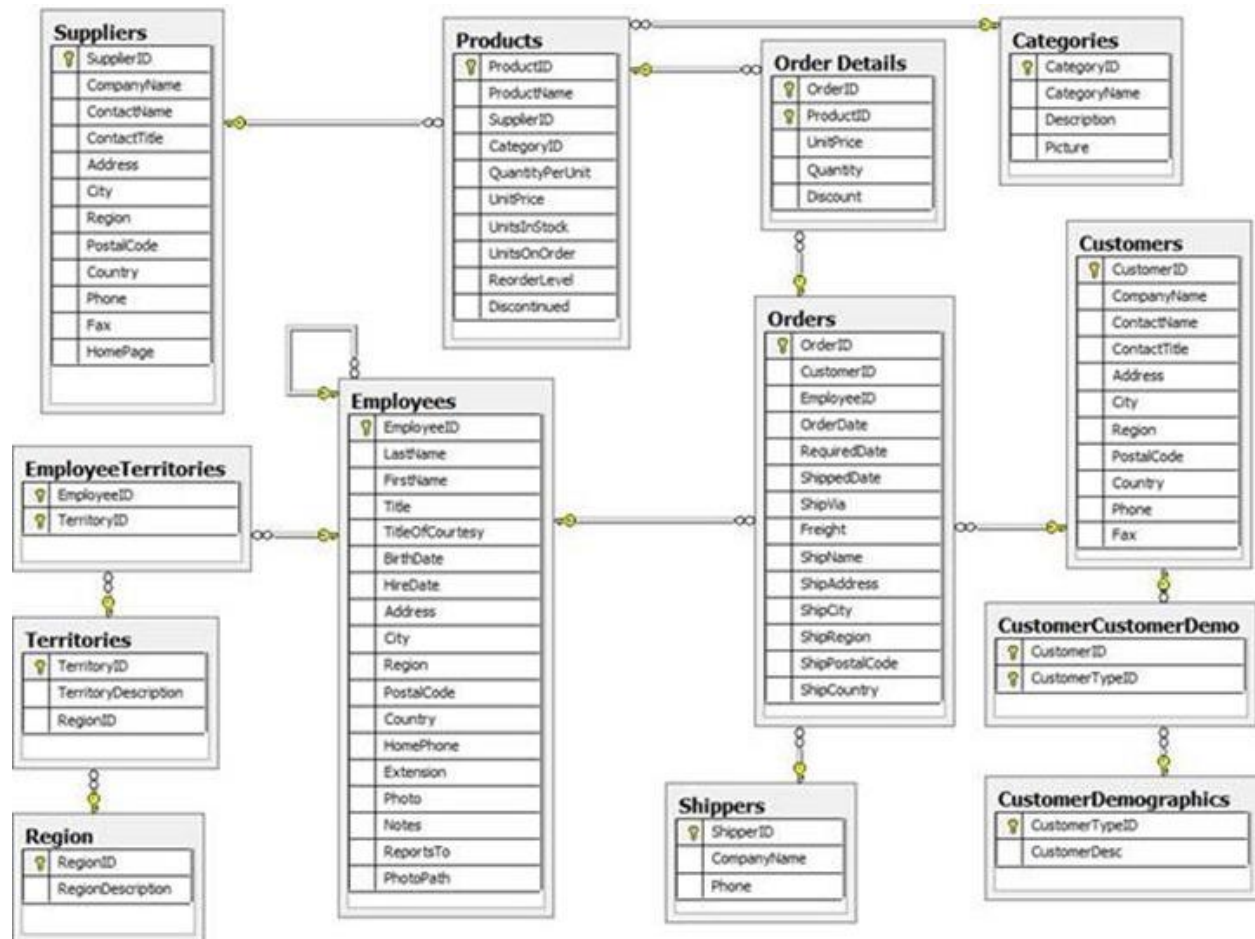 Suppliers
SupplierID
CompanyName
ContactName
ContactTitle
Address
City
Region
PostalCode
Country
Phone
Fax
HomePage
Products
ProductID
ProductName
SupplierID
CategoryID
QuantityPerUnit
UnitPrice
UnitsInStock
UnitsOnOrder
ReorderLevel
Discontinued
Order Details
OrderID
ProductID
UnitPrice
Quantity
Discount
Categories
CategoryID
CategoryName
Description
Picture
Customers
CustomerID
CompanyName
ContactName
ContactTitle
Address
City
Region
PostalCode
Country
Phone
Fax
Orders
OrderID
CustomerID
EmployeeID
OrderDate
RequiredDate
ShippedDate
ShipVia
Freight
ShipName
ShipAddress
ShipCity
ShipRegion
ShipPostalCode
ShipCountry
Employees
EmployeeID
LastName
FirstName
Title
TitleOfCourtesy
BirthDate
HireDate
Address
City
Region
PostalCode
Country
HomePhone
Extension
Photo
Notes
ReportsTo
PhotoPath
EmployeeTerritories
EmployeeID
TerritoryID
Territories
TerritoryID
TerritoryDescription
RegionID
Region
RegionID
RegionDescription
Shippers
ShipperID
CompanyName
Phone
CustomerCustomerDemo
CustomerID
CustomerTypeID
CustomerDemographics
CustomerTypeID
CustomerDesc